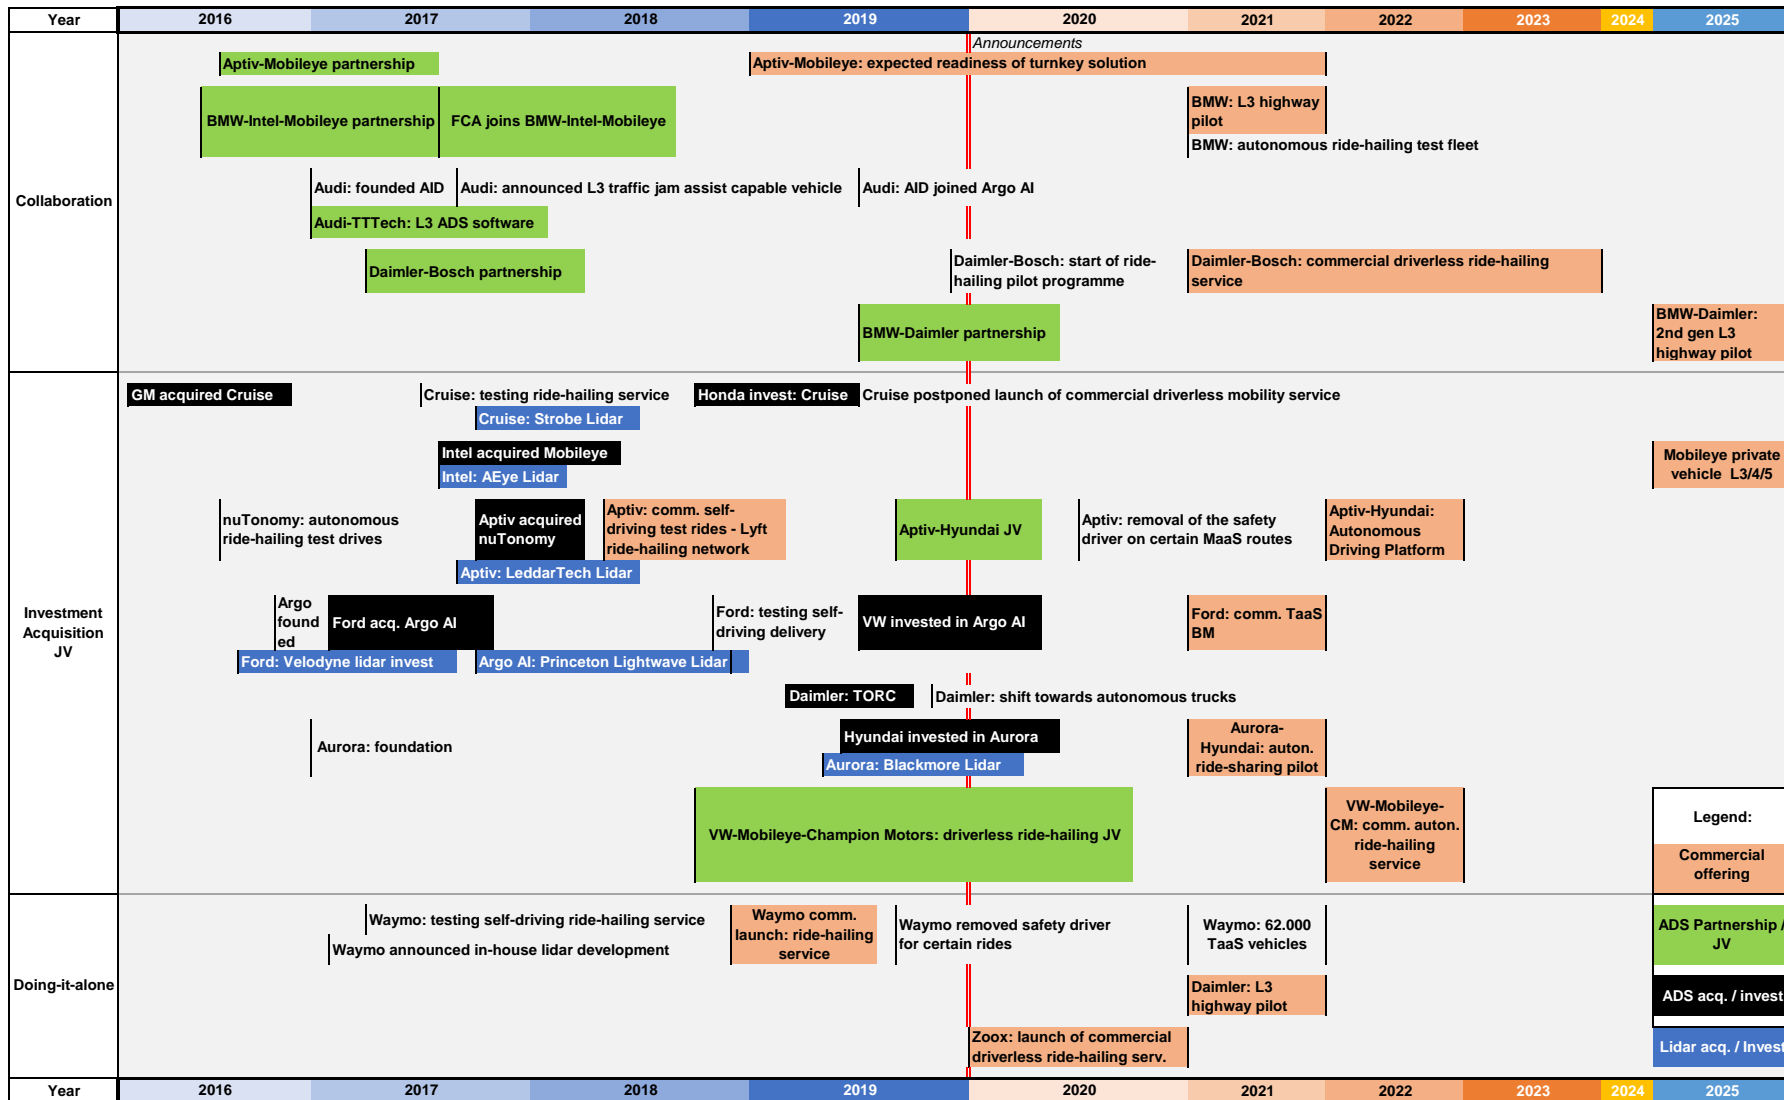 Year 2016 2017 2018 2019 2020 2021 2022 2023 2024 2025
Announcements
Collaboration
Aptiv-Mobileye partnership
Aptiv-Mobileye: expected readiness of turnkey solution
BMW-Intel-Mobileye partnership
FCA joins BMW-Intel-Mobileye
BMW: L3 highway
pilot
BMW: autonomous ride-hailing test fleet
Audi: founded AID
Audi: announced L3 traffic jam assist capable vehicle
Audi: AID joined Argo AI
Audi-TTTech: L3 ADS software
Daimler-Bosch partnership
Daimler-Bosch: start of ride-
hailing pilot programme
Daimler-Bosch: commercial driverless ride-hailing
service
BMW-Daimler partnership
BMW-Daimler:
2nd gen L3
highway pilot
Investment
Acquisition
JV
GM acquired Cruise
Cruise: testing ride-hailing service
Honda invest: Cruise
Cruise postponed launch of commercial driverless mobility service
Cruise: Strobe Lidar
Intel acquired Mobileye
Intel: AEye Lidar
Mobileye private
vehicle L3/4/5
nuTonomy: autonomous
ride-hailing test drives
Aptiv acquired
nuTonomy
Aptiv: comm. self-
driving test rides - Lyft
ride-hailing network
Aptiv-Hyundai JV
Aptiv: removal of the safety
driver on certain MaaS routes
Aptiv-Hyundai:
Autonomous
Driving Platform
Aptiv: LeddarTech Lidar
Argo
found
ed
Ford acq. Argo AI
Ford: testing self-
driving delivery
VW invested in Argo AI
Ford: comm. TaaS
BM
Ford: Velodyne lidar invest
Argo AI: Princeton Lightwave Lidar
Daimler: TORC
Daimler: shift towards autonomous trucks
Aurora: foundation
Hyundai invested in Aurora
Aurora-
Hyundai: auton.
ride-sharing pilot
Aurora: Blackmore Lidar
VW-Mobileye-Champion Motors: driverless ride-hailing JV
VW-Mobileye-
CM: comm. auton.
ride-hailing
service
Legend:
Commercial
offering
ADS Partnership /
JV
ADS acq. / invest
Lidar acq. / Invest
Doing-it-alone
Waymo: testing self-driving ride-hailing service
Waymo announced in-house lidar development
Waymo comm.
launch: ride-hailing
service
Waymo removed safety driver
for certain rides
Waymo: 62.000
TaaS vehicles
Daimler: L3
highway pilot
Zoox: launch of commercial
driverless ride-hailing serv.
Year 2016 2017 2018 2019 2020 2021 2022 2023 2024 2025